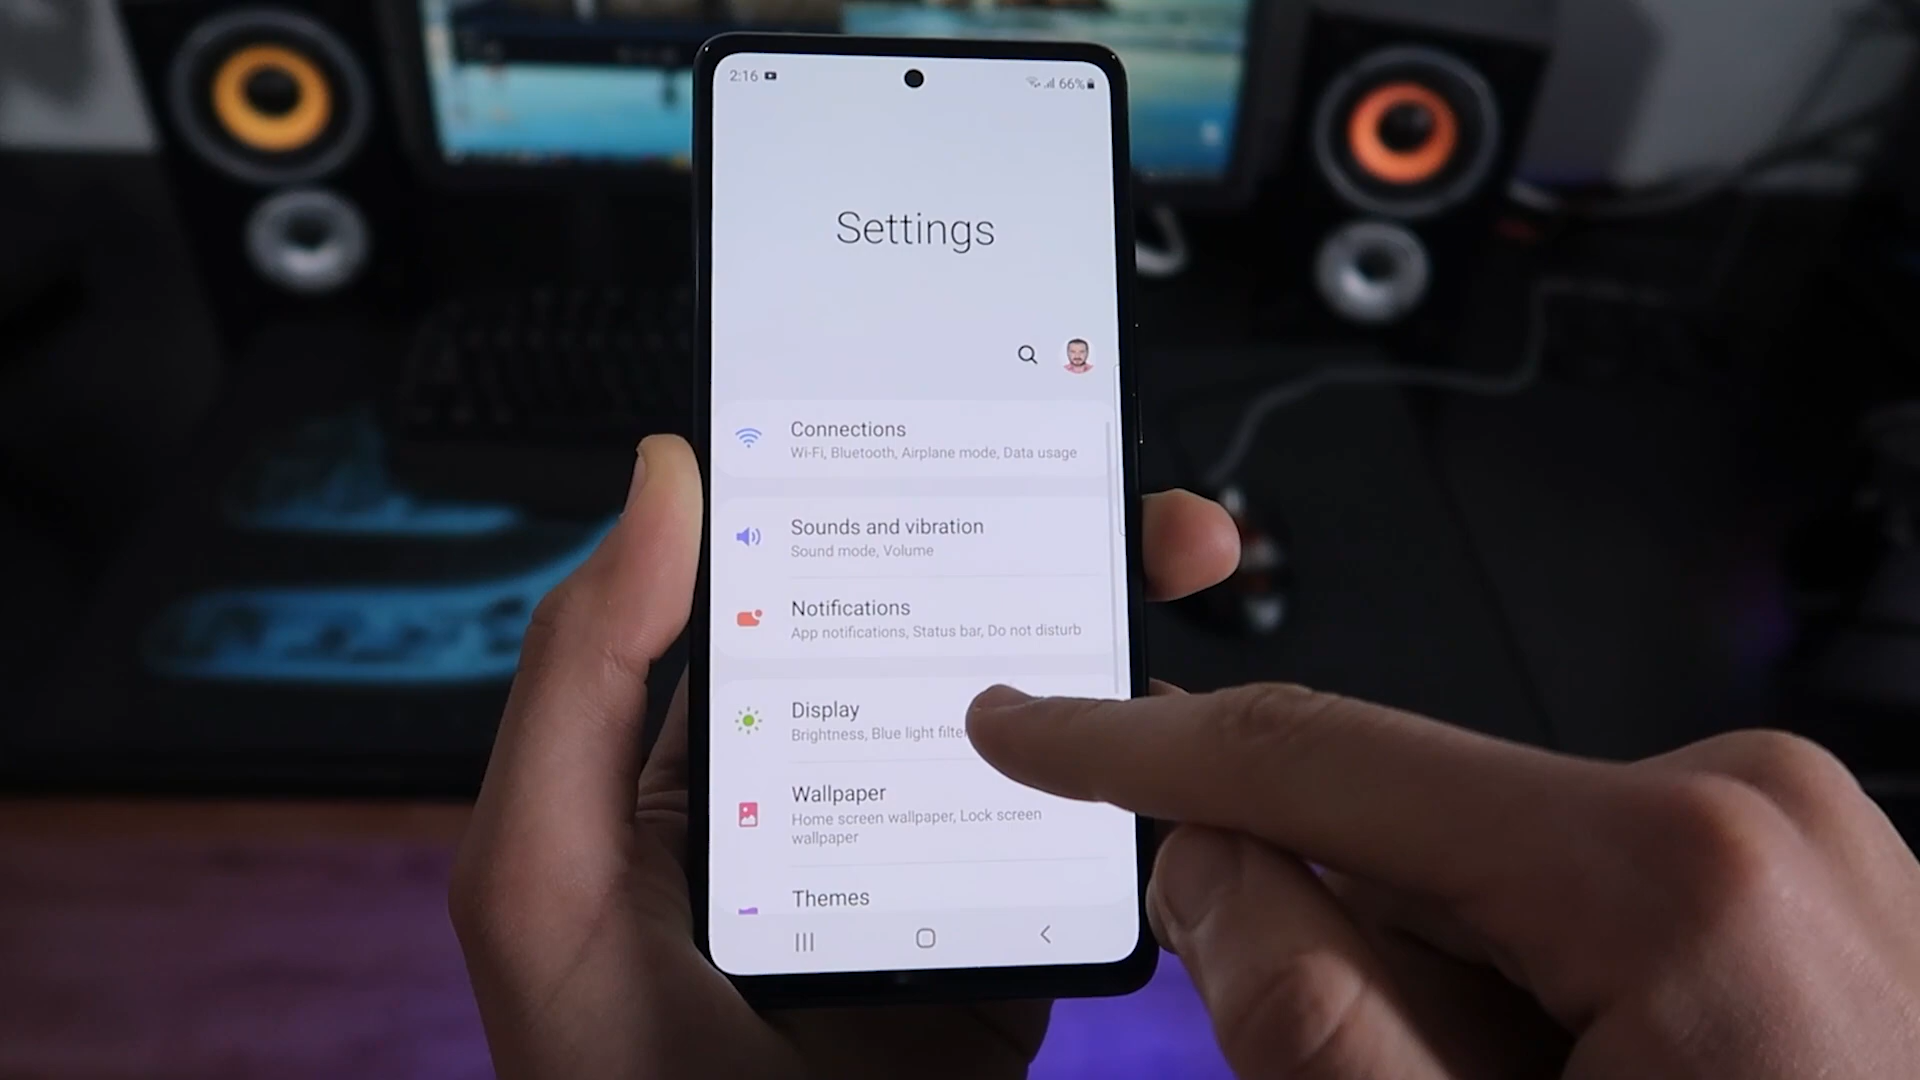 2:16
66%
Settings
Connections
Wi-Fi, Bluetooth, Airplane mode, Data usage
Sounds and vibration
Sound mode, Volume
Notifications
App notifications, Status bar, Do not disturb
Display
Brightness, Blue light filte
Wallpaper
Home screen wallpaper, Lock screen
wallpaper
Themes